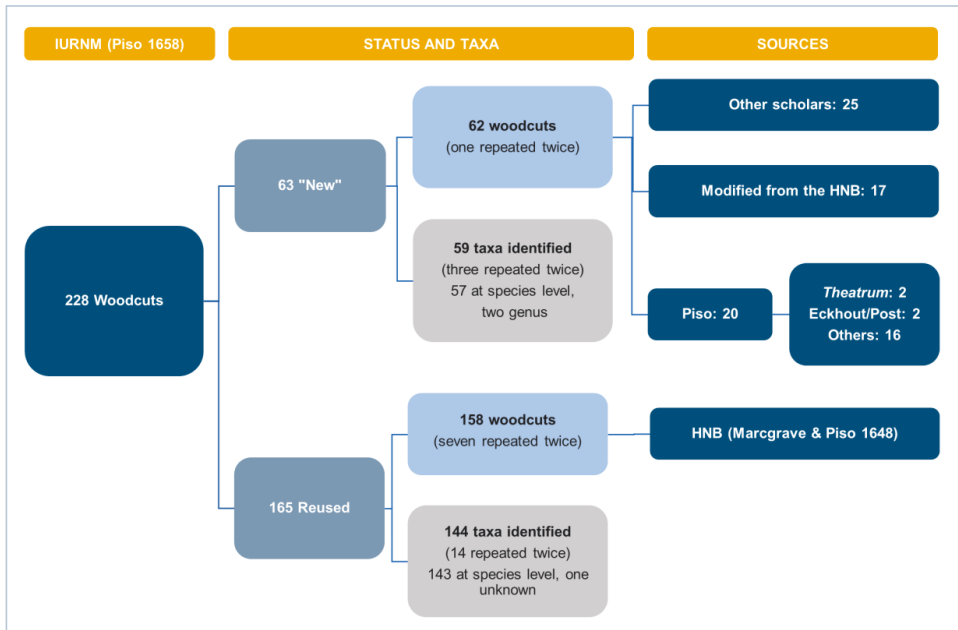 IURNM (Piso 1658)
STATUS AND TAXA
SOURCES
228 Woodcuts
63 "New"
62 woodcuts
(one repeated twice)
59 taxa identified
(three repeated twice)
57 at species level,
two genus
Other scholars: 25
Modified from the HNB: 17
Piso: 20
Theatrum: 2
Eckhout/Post: 2
Others: 16
165 Reused
158 woodcuts
(seven repeated twice)
144 taxa identified
(14 repeated twice)
143 at species level, one
unknown
HNB (Marcgrave & Piso 1648)